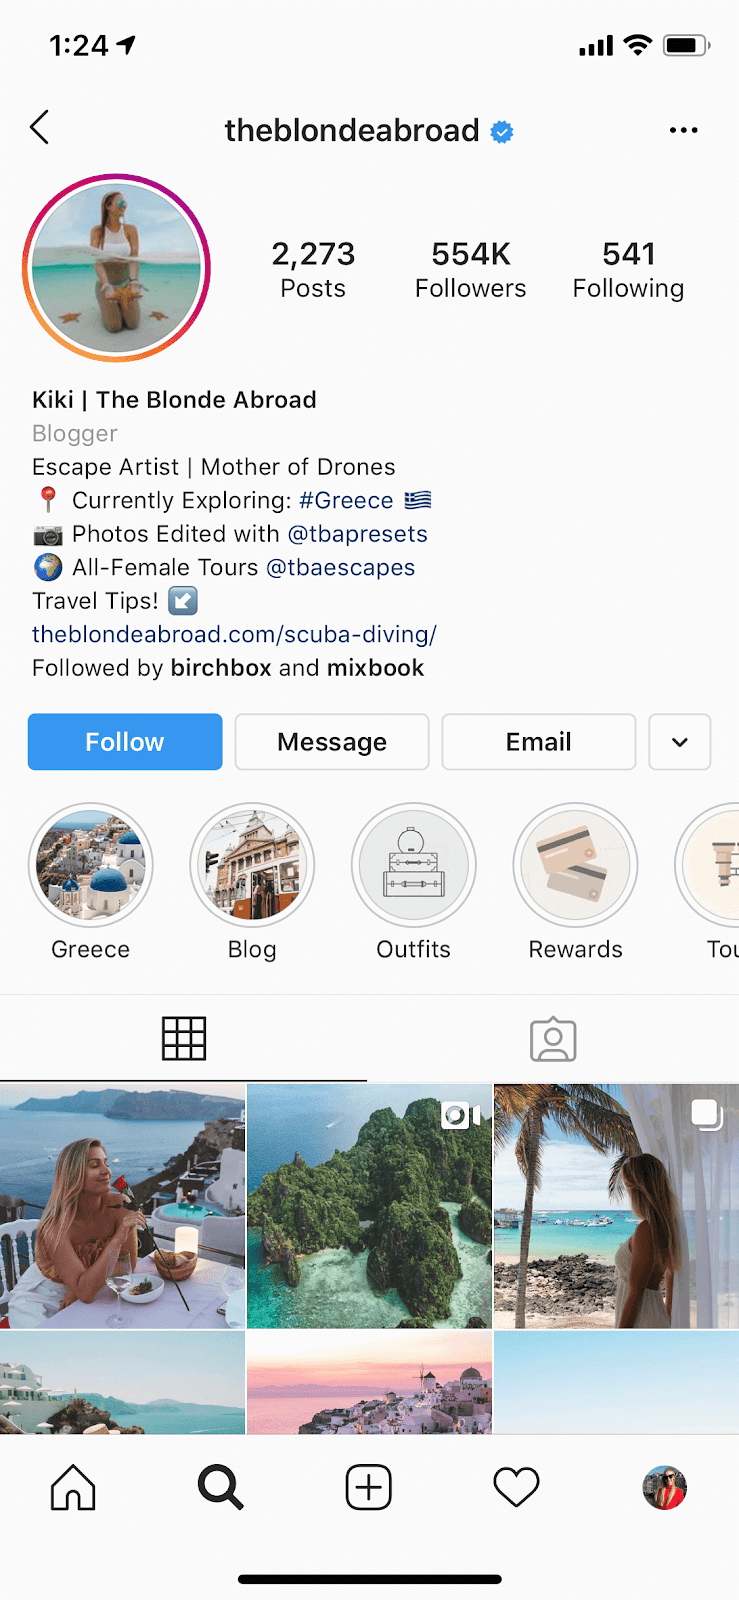 1:24
theblondeabroad
2,273 554K 541
Posts Followers Following
Kiki | The Blonde Abroad
Blogger
Escape Artist | Mother of Drones
📍 Currently Exploring: #Greece 🇬🇷
📷 Photos Edited with @tbapresets
🌍 All-Female Tours @tbaescapes
Travel Tips! ↙️
theblondeabroad.com/scuba-diving/
Followed by birchbox and mixbook
Follow Message Email
Greece Blog Outfits Rewards Tou